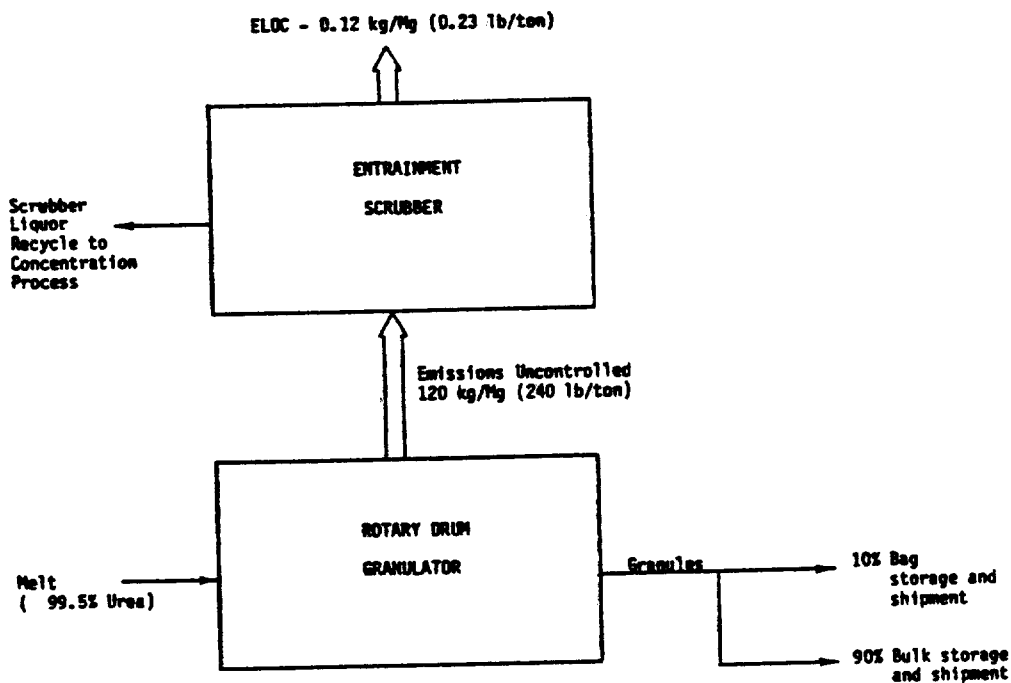 ELOC - 0.12 kg/Mg (0.23 lb/ton)
ENTRAINMENT
SCRUBBER
Scrubber
Liquor
Recycle to
Concentration
Process
Emissions Uncontrolled
120 kg/Mg (240 lb/ton)
ROTARY DRUM
GRANULATOR
Melt
( 99.5% Urea)
Granules
10% Bag
storage and
shipment
90% Bulk storage
and shipment